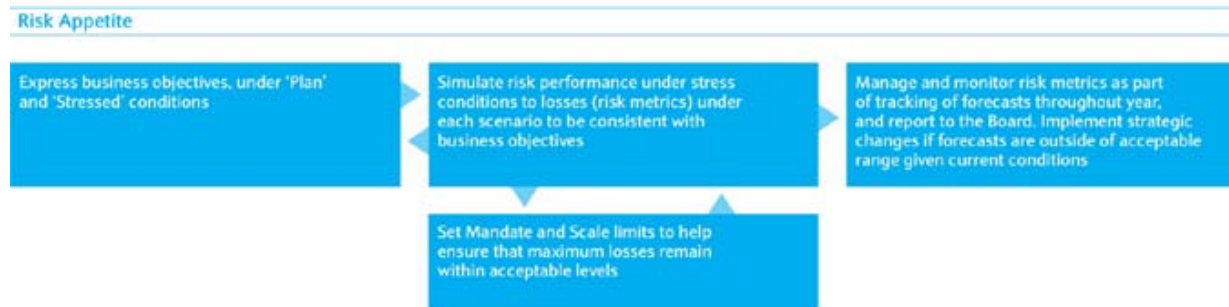 Risk Appetite
Express business objectives, under 'Plan'
and 'Stressed' conditions
Simulate risk performance under stress
conditions to losses (risk metrics) under
each scenario to be consistent with
business objectives
Manage and monitor risk metrics as part
of tracking of forecasts throughout year,
and report to the Board. Implement strategic
changes if forecasts are outside of acceptable
range given current conditions
Set Mandate and Scale limits to help
ensure that maximum losses remain
within acceptable levels